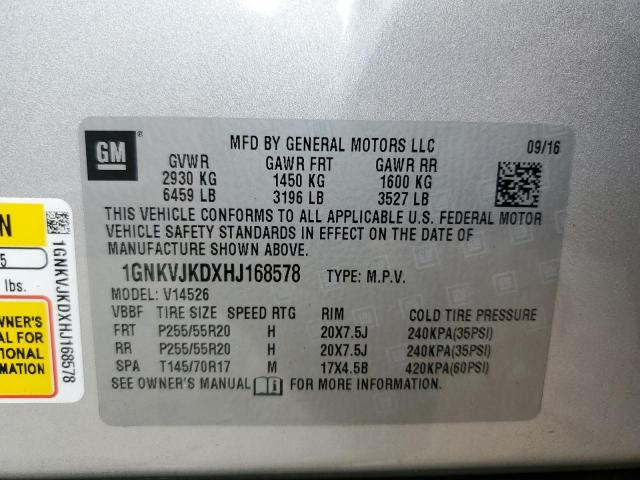 GM
®
MFD BY GENERAL MOTORS LLC
09/16
GVWR GAWR FRT GAWR RR
2930 KG 1450 KG 1600 KG
6459 LB 3196 LB 3527 LB
THIS VEHICLE CONFORMS TO ALL APPLICABLE U.S. FEDERAL MOTOR
VEHICLE SAFETY STANDARDS IN EFFECT ON THE DATE OF
MANUFACTURE SHOWN ABOVE.
1GNKVJKDXHJ168578 TYPE: M.P.V.
MODEL: V14526
VBBF TIRE SIZE SPEED RTG RIM COLD TIRE PRESSURE
FRT P255/55R20 H 20X7.5J 240KPA(35PSI)
RR P255/55R20 H 20X7.5J 240KPA(35PSI)
SPA T145/70R17 M 17X4.5B 420KPA(60PSI)
SEE OWNER'S MANUAL FOR MORE INFORMATION.
N
5
lbs.
WNER'S
AL FOR
TIONAL
MATION
1GNKVJKDXHJ168578